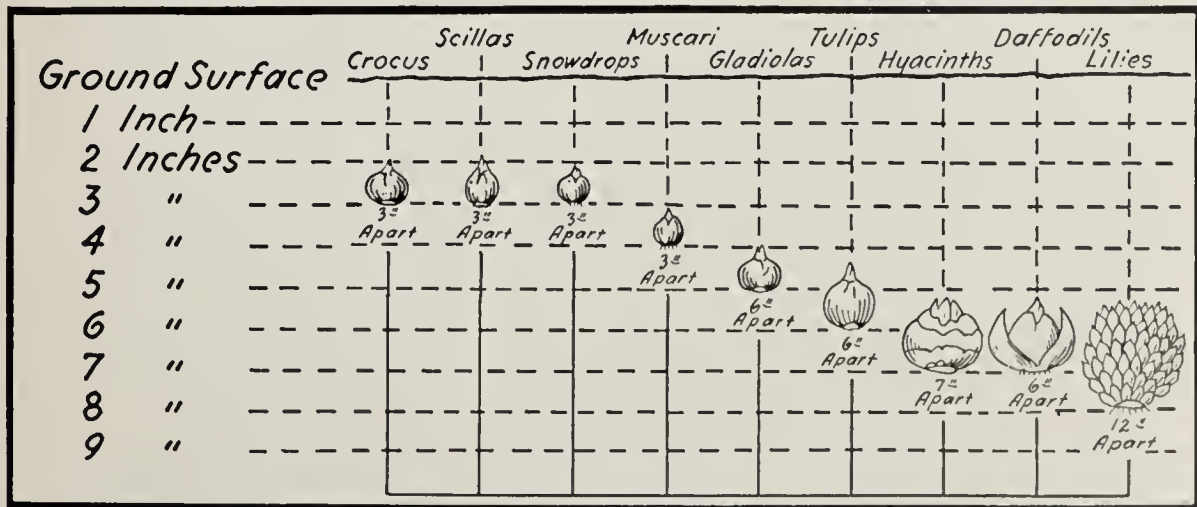 Scillas Muscari Tulips Daffodils
Crocus Snowdrops Gladiolas Hyacinths Lilies
Ground Surface
1 Inch
2 Inches
3 "
4 "
5 "
6 "
7 "
8 "
9 "
3" Apart
3" Apart
3" Apart
3" Apart
6" Apart
6" Apart
7" Apart
6" Apart
12" Apart